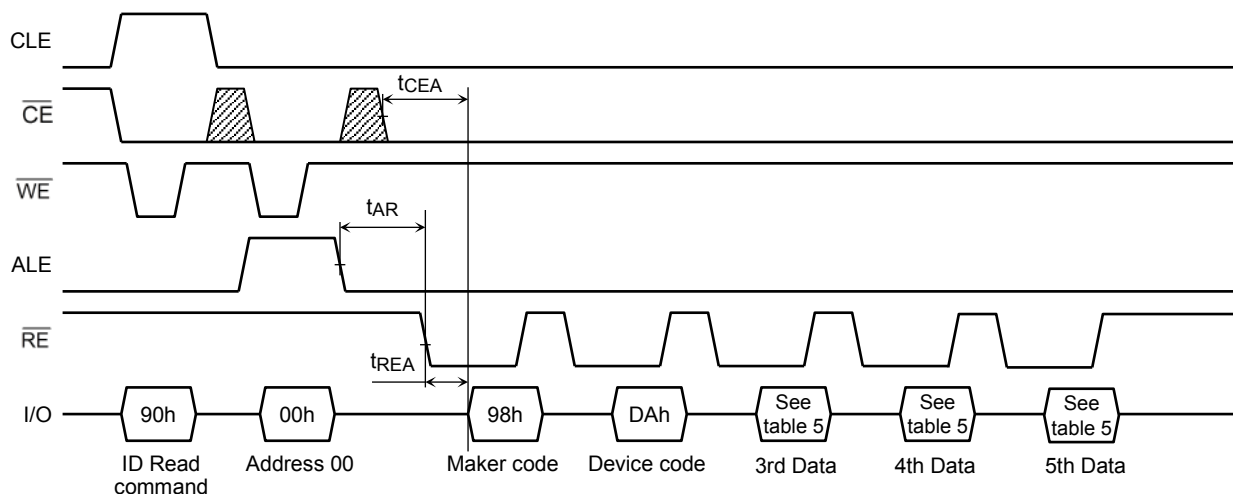 CLE
tCEA
CE
WE
tAR
ALE
RE
tREA
I/O
90h
00h
98h
DAh
See
table 5
See
table 5
See
table 5
ID Read
command
Address 00
Maker code
Device code
3rd Data
4th Data
5th Data